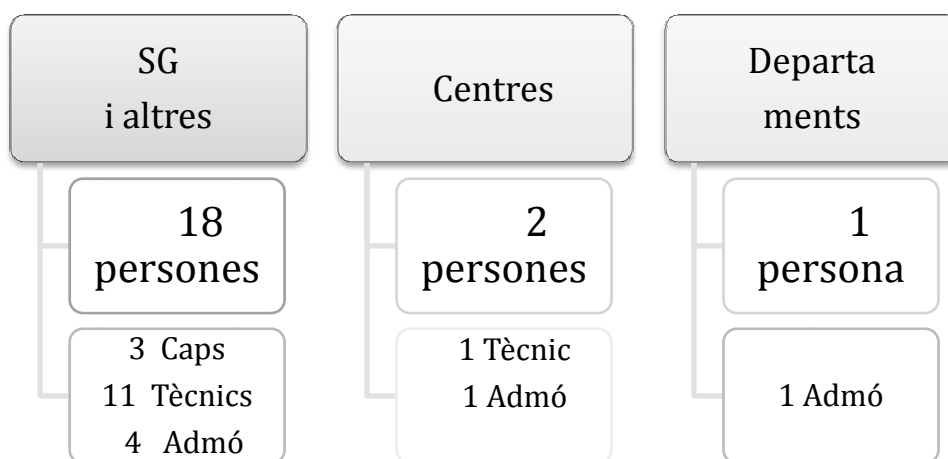 SG
i altres
18
persones
3 Caps
11 Tècnics
4 Admó
Centres
2
persones
1 Tècnic
1 Admó
Departa
ments
1
persona
1 Admó